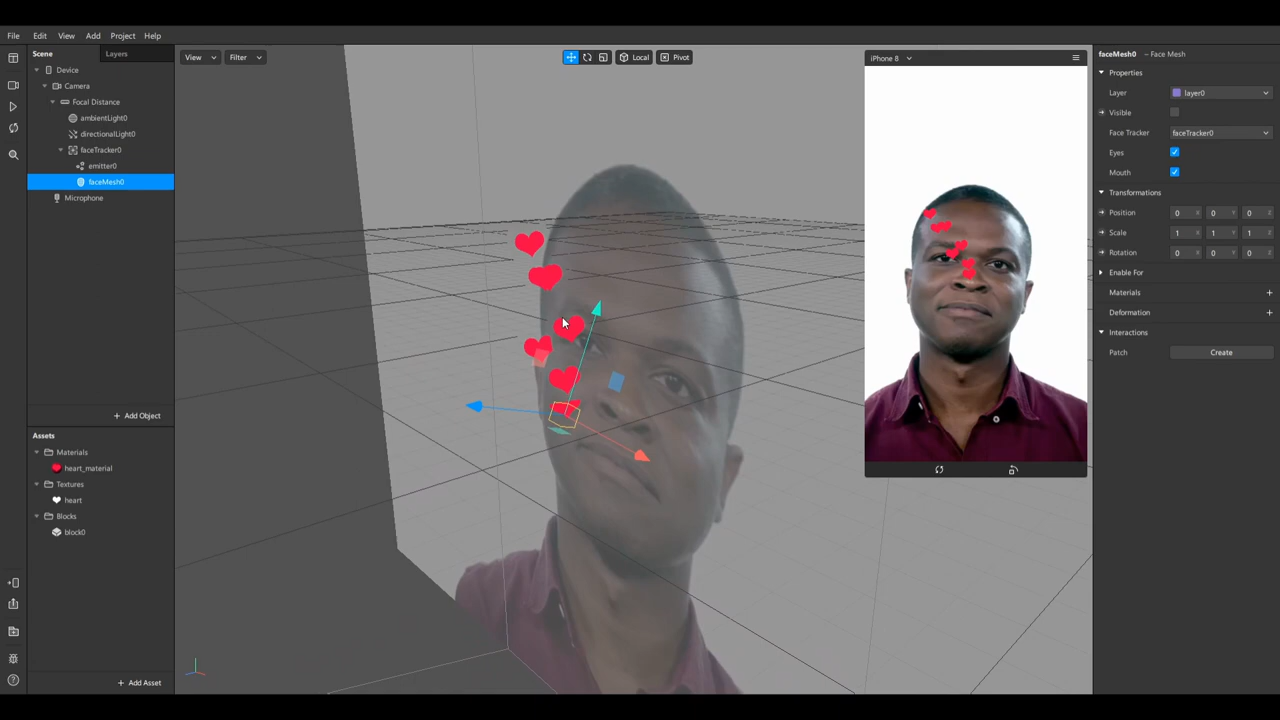 File Edit View Add Project Help
Scene Layers
Device
Camera
Focal Distance
ambientLight0
directionalLight0
faceTracker0
emitter0
faceMesh0
Microphone
+ Add Object
Assets
Materials
heart_material
Textures
heart
Blocks
block0
+ Add Asset
View Filter Local Pivot
iPhone 8
faceMesh0 – Face Mesh
Properties
Layer layer0
Visible
Face Tracker faceTracker0
Eyes
Mouth
Transformations
Position 0 X 0 Y 0 Z
Scale 1 X 1 Y 1 Z
Rotation 0 X 0 Y 0 Z
Enable For
Materials +
Deformation +
Interactions
Patch Create